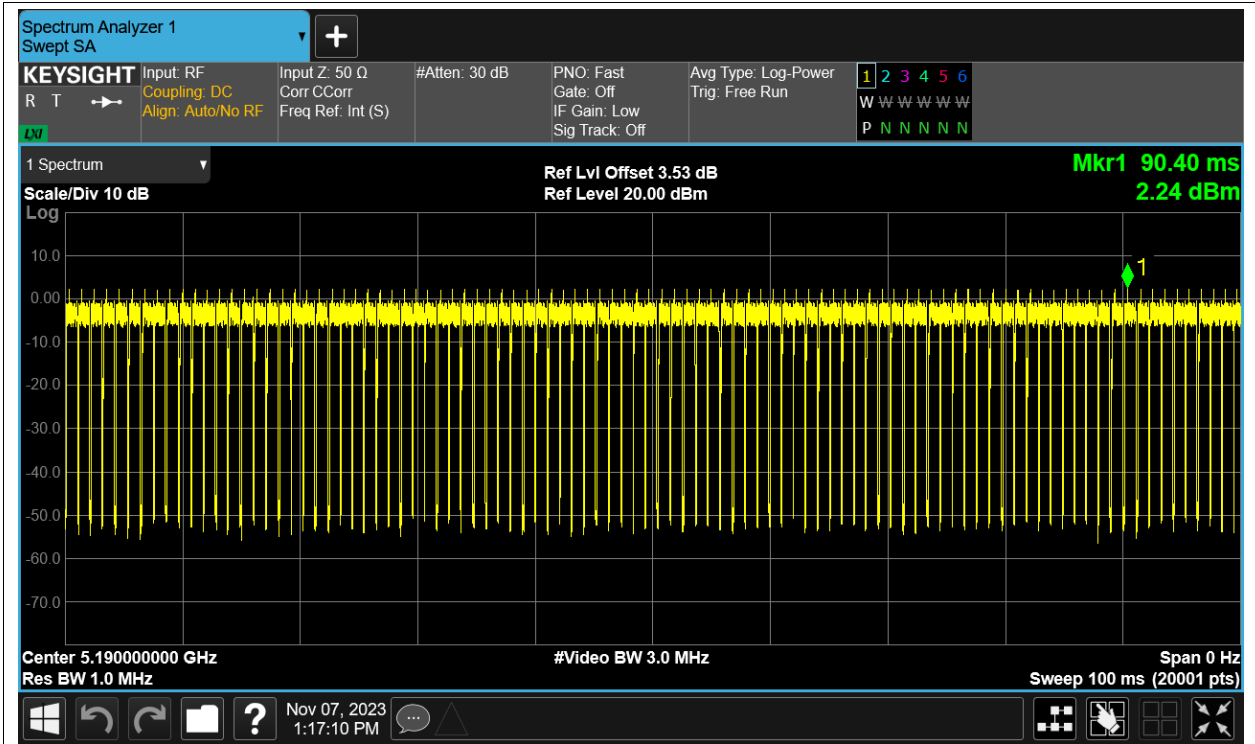 Spectrum Analyzer 1
Swept SA
KEYSIGHT
R T
LXI
Input: RF
Coupling: DC
Align: Auto/No RF
Input Z: 50 Ω
Corr CCorr
Freq Ref: Int (S)
#Atten: 30 dB
PNO: Fast
Gate: Off
IF Gain: Low
Sig Track: Off
Avg Type: Log-Power
Trig: Free Run
1 2 3 4 5 6
W W W W W W
P N N N N N
1 Spectrum
Scale/Div 10 dB
Log
Ref Lvl Offset 3.53 dB
Ref Level 20.00 dBm
Mkr1 90.40 ms
2.24 dBm
1
10.0
0.00
-10.0
-20.0
-30.0
-40.0
-50.0
-60.0
-70.0
Center 5.190000000 GHz
Res BW 1.0 MHz
#Video BW 3.0 MHz
Span 0 Hz
Sweep 100 ms (20001 pts)
?
Nov 07, 2023
1:17:10 PM